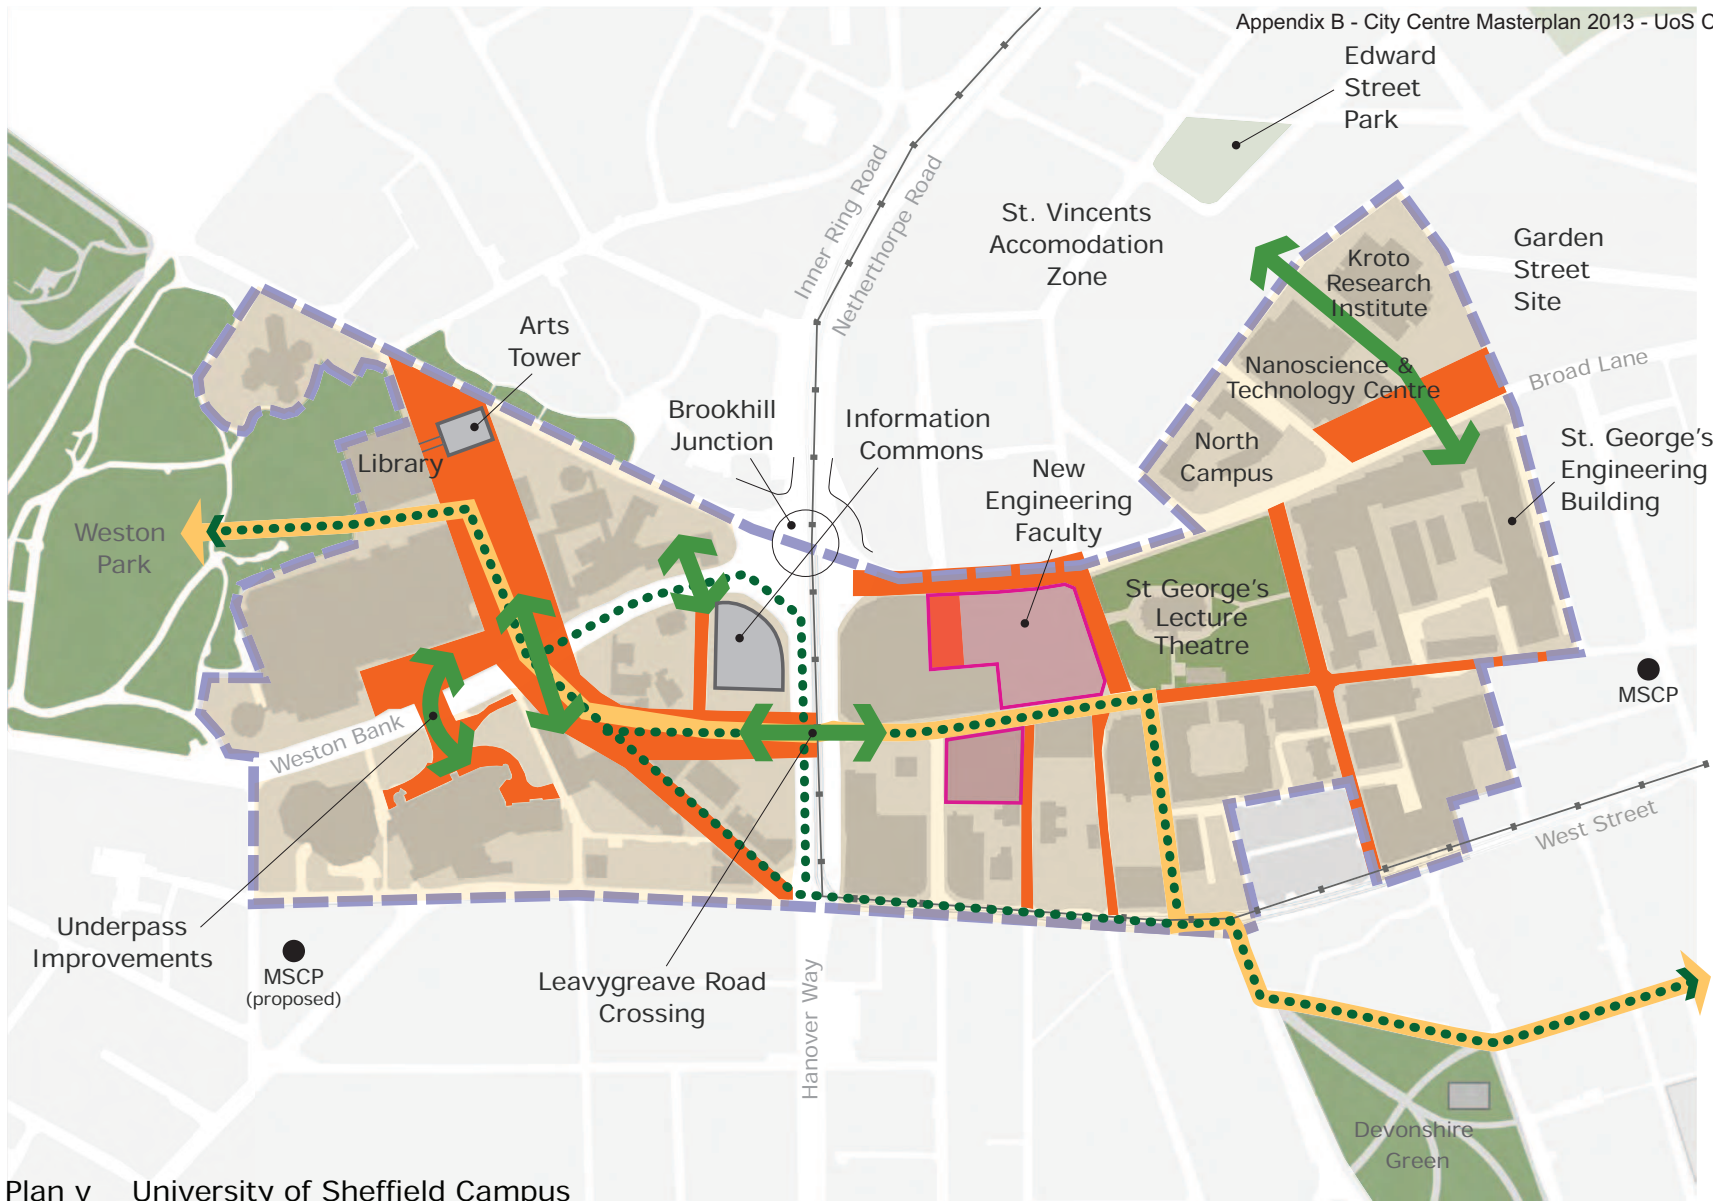 Appendix B - City Centre Masterplan 2013 - UoS C
Edward
Street
Park
Inner Ring Road
Netherthorpe Road
St. Vincents
Accomodation
Zone
Kroto
Research
Institute
Garden
Street
Site
Arts
Tower
Nanoscience &
Technology Centre
Broad Lane
Brookhill
Junction
Information
Commons
Library
New
Engineering
Faculty
North
Campus
St. George's
Engineering
Building
Weston
Park
St George's
Lecture
Theatre
MSCP
Weston Bank
West Street
Underpass
Improvements
MSCP
(proposed)
Leavygreave Road
Crossing
Hanover Way
Devonshire
Green
Plan v University of Sheffield Campus